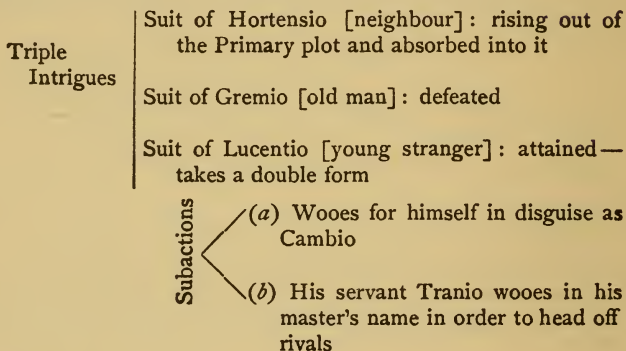 Triple
Intrigues
Suit of Hortensio [neighbour] : rising out of
the Primary plot and absorbed into it
Suit of Gremio [old man] : defeated
Suit of Lucentio [young stranger] : attained—
takes a double form
Subactions
(a) Wooes for himself in disguise as
Cambio
(b) His servant Tranio wooes in his
master's name in order to head off
rivals